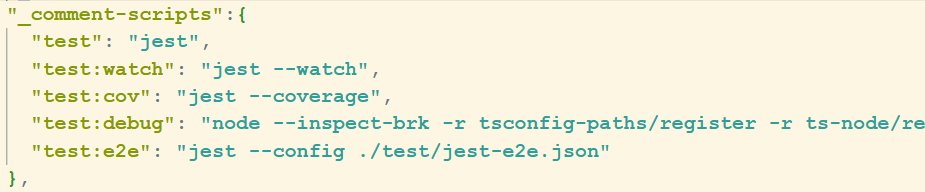 "_comment-scripts":{
"test": "jest",
"test:watch": "jest --watch",
"test:cov": "jest --coverage",
"test:debug": "node --inspect-brk -r tsconfig-paths/register -r ts-node/re
"test:e2e": "jest --config ./test/jest-e2e.json"
},